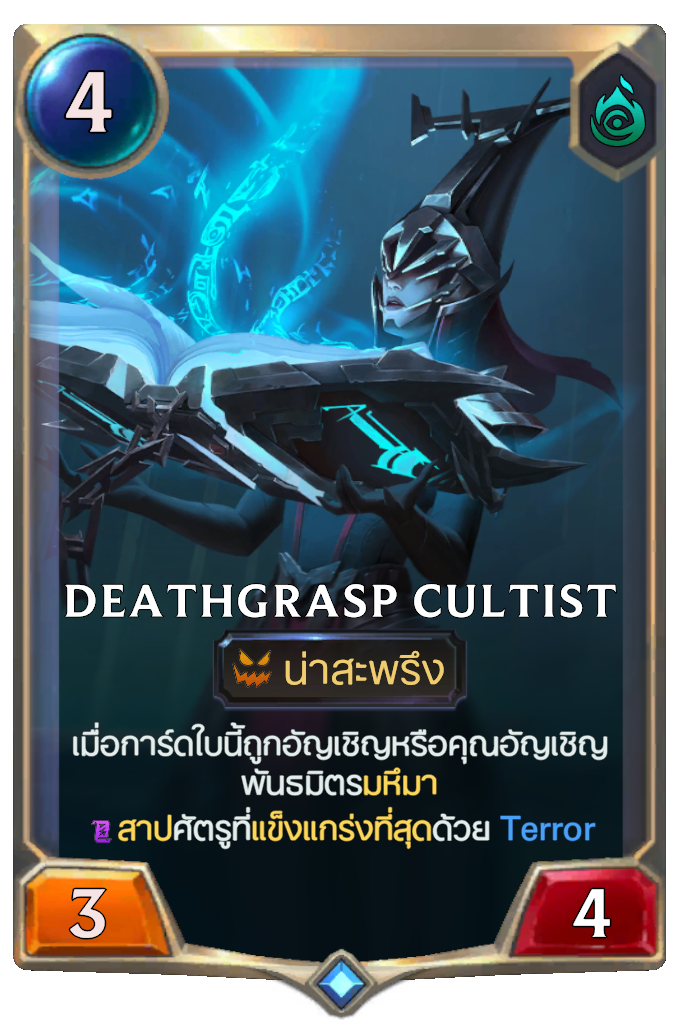 4
DEATHGRASP CULTIST
น่าสะพรึง
เมื่อการ์ดใบนี้ถูกอัญเชิญหรือคุณอัญเชิญ
พันธมิตรมหึมา
สาปศัตรูที่แข็งแกร่งที่สุดด้วย Terror
3
4